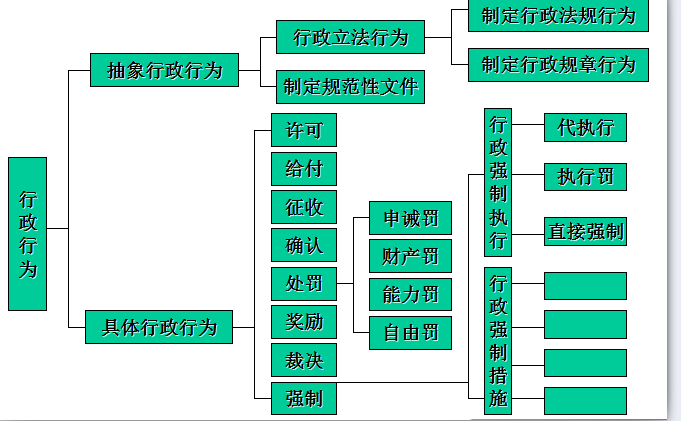 行政行为
抽象行政行为
行政立法行为
制定行政法规行为
制定行政规章行为
制定规范性文件
具体行政行为
许可
给付
征收
确认
处罚
申诫罚
财产罚
能力罚
自由罚
奖励
裁决
强制
行政强制执行
代执行
执行罚
直接强制
行政强制措施